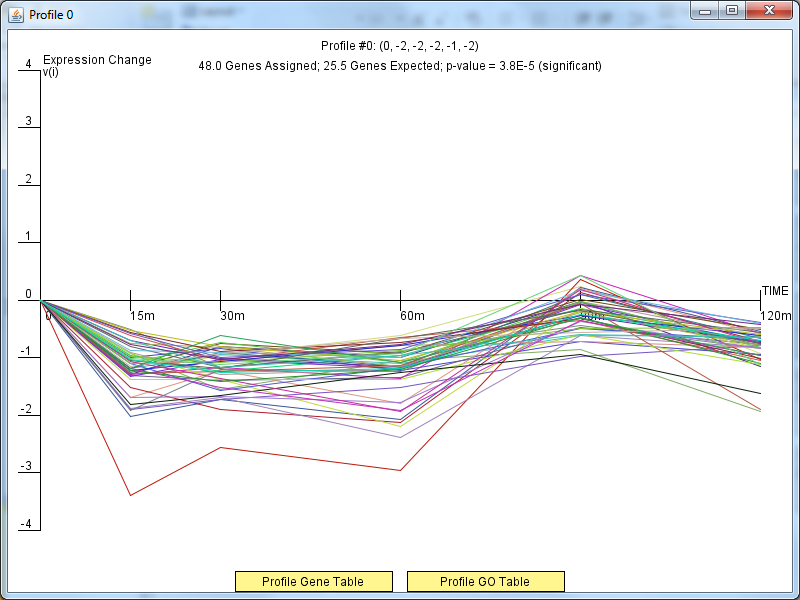 Profile 0
Profile #0: (0, -2, -2, -2, -1, -2)
Expression Change
v(i)
48.0 Genes Assigned; 25.5 Genes Expected; p-value = 3.8E-5 (significant)
4
3
2
1
0
-1
-2
-3
-4
TIME
0
15m
30m
60m
120m
Profile Gene Table
Profile GO Table